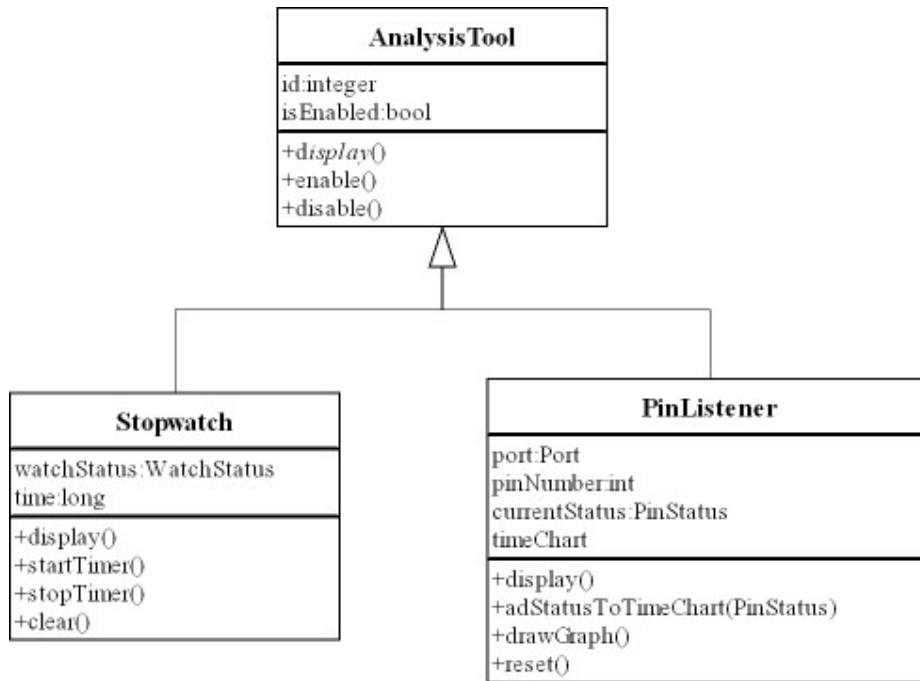 AnalysisTool
id:integer
isEnabled:bool
+display()
+enable()
+disable()
Stopwatch
watchStatus:WatchStatus
time:long
+display()
+startTimer()
+stopTimer()
+clear()
PinListener
port:Port
pinNumber:int
currentStatus:PinStatus
timeChart
+display()
+adStatusToTimeChart(PinStatus)
+drawGraph()
+reset()